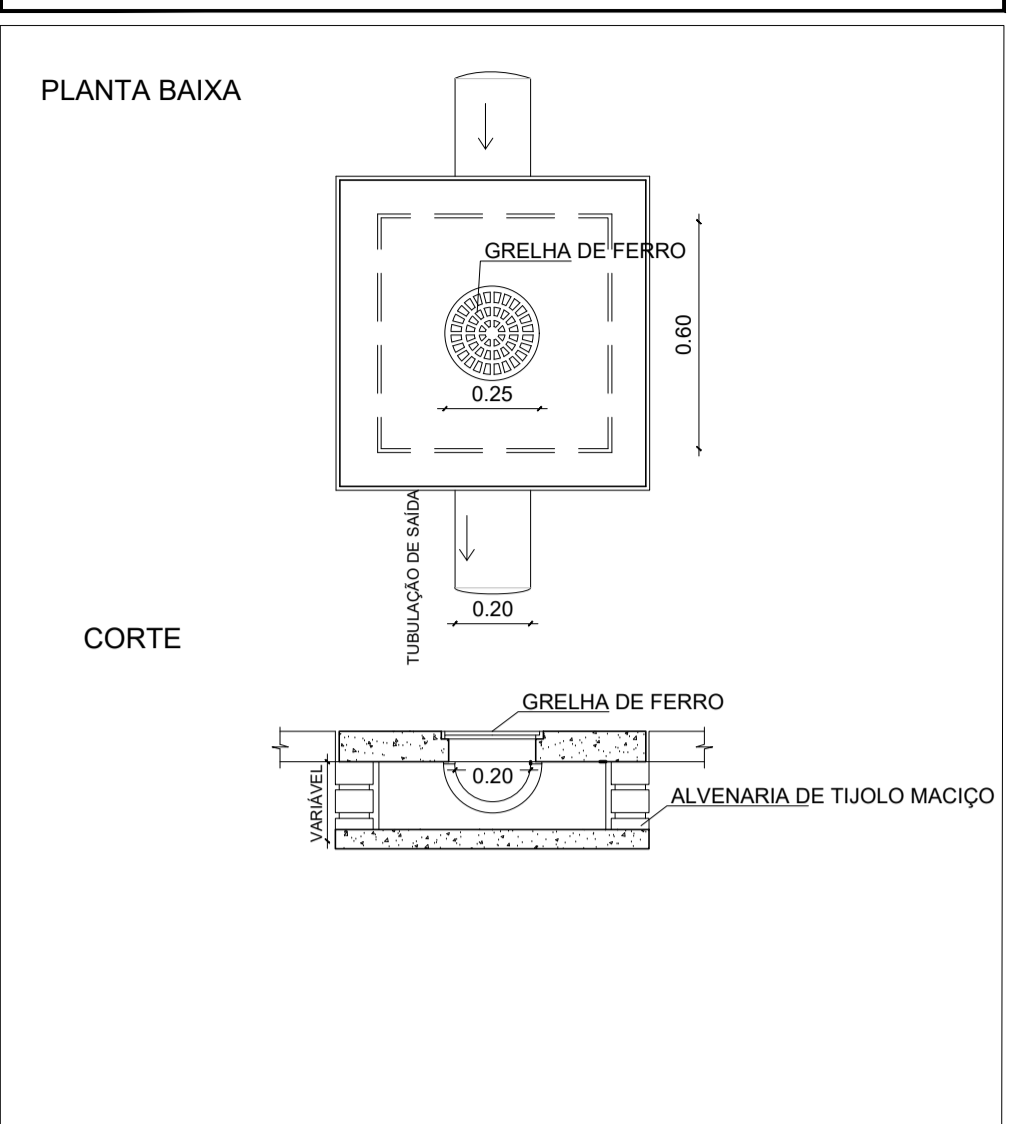 PLANTA BAIXA
GRELHA DE FERRO
0.60
0.25
TUBULAÇÃO DE SAÍDA
0.20
CORTE
GRELHA DE FERRO
0.20
VARIÁVEL
ALVENARIA DE TIJOLO MACIÇO